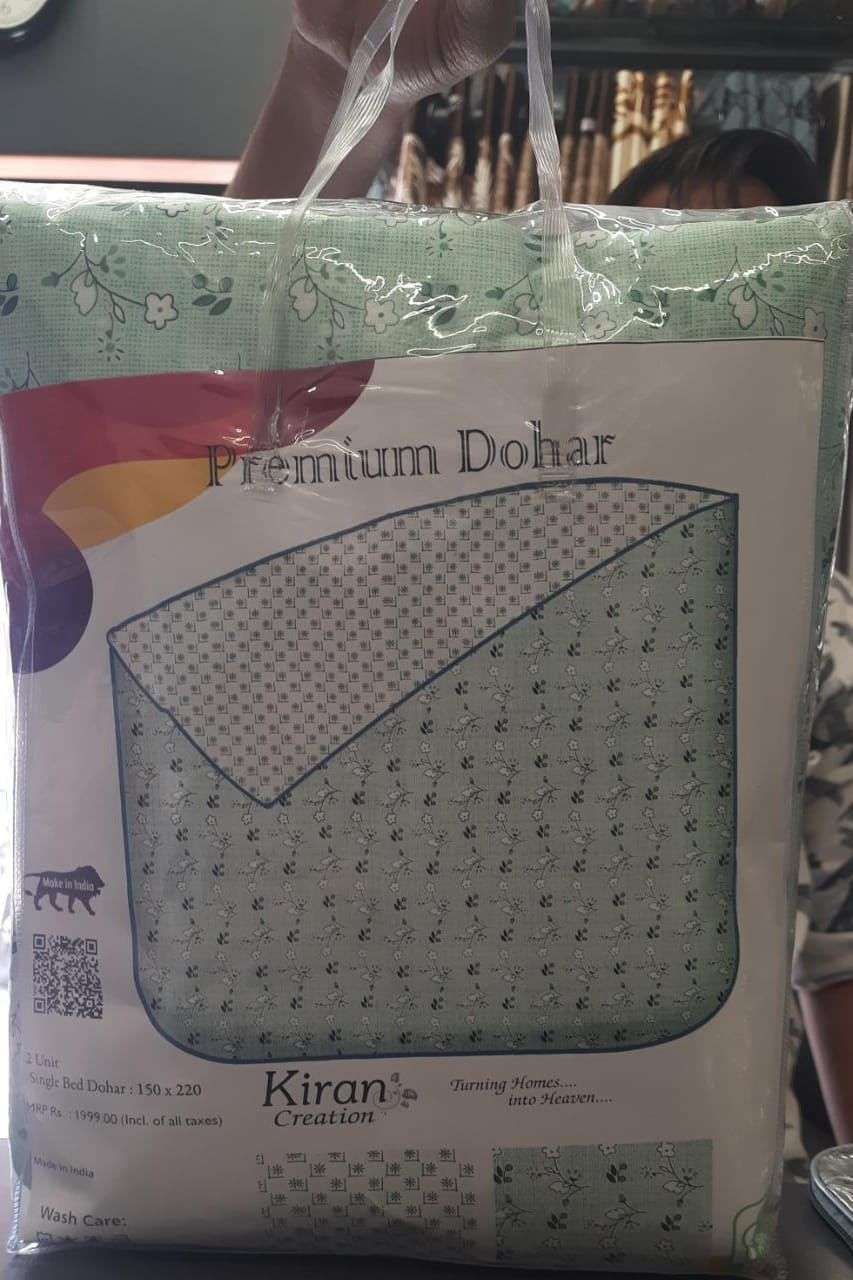 Premium Dohar
Make in India
2 Unit
Single Bed Dohar : 150 x 220
MRP Rs. : 1999.00 (Incl. of all taxes)
Kiran
Creation
Turning Homes....
into Heaven....
Made in India
Wash Care: